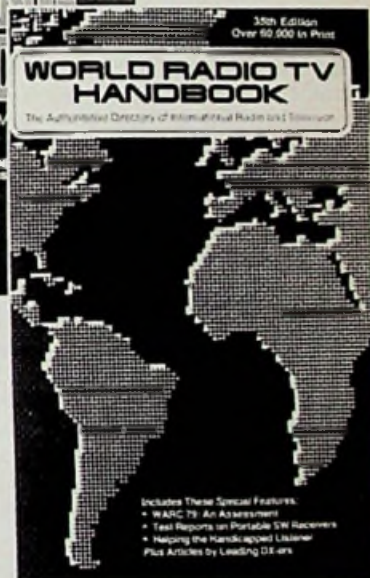 35th Edition
Over 60,000 in Print
WORLD RADIO TV
HANDBOOK
The Authoritative Directory of International Radio and Television
Includes These Special Features:
• WARC 79: An Assessment
• Test Reports on Portable SW Receivers
• Helping the Handicapped Listener
Plus Articles by Leading DX-ers